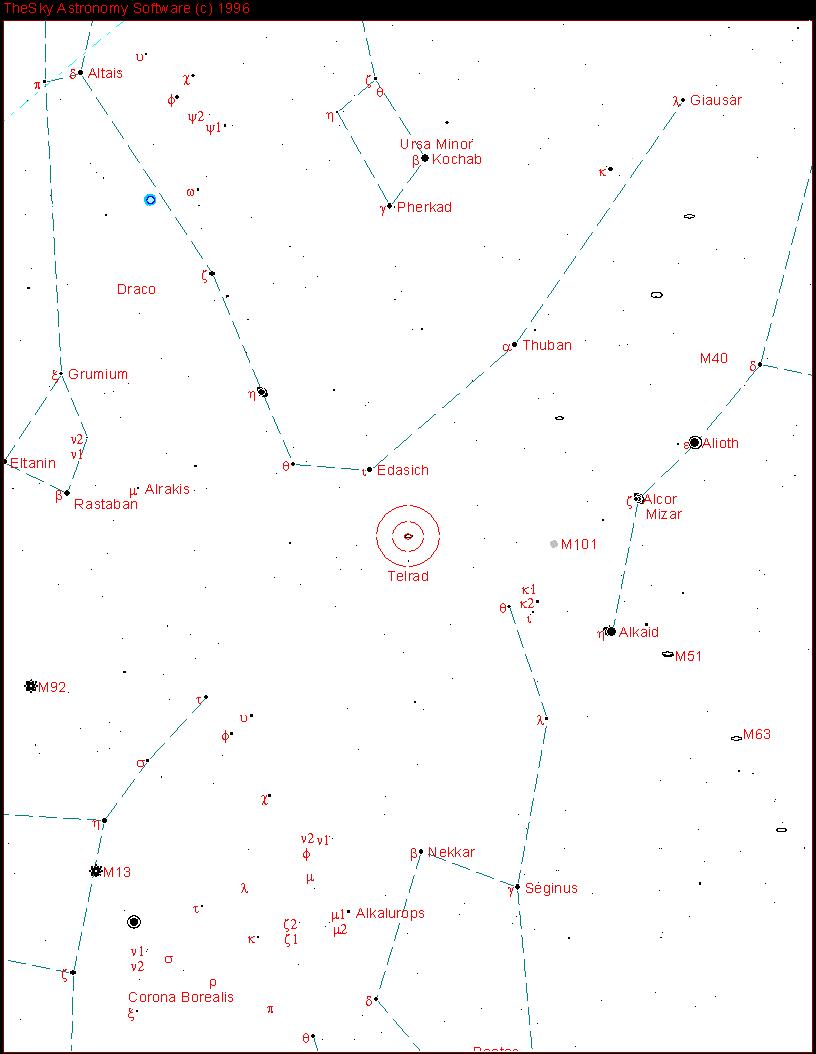 TheSky Astronomy Software (c) 1996
υ
δ Altais
π
χ
φ
ψ2
ψ1
ζ
θ
η
λ Giausar
Ursa Minor
β Kochab
κ
ω
γ Pherkad
ζ
Draco
α Thuban
M40
δ
ξ Grumium
η
ν2
ν1
ε Alioth
Eltanin
θ
ι Edasich
β
Rastaban
μ Alrakis
ζ Alcor
Mizar
M101
Telrad
κ1
κ2
θ
ι
η Alkaid
M51
M92
τ
υ
φ
λ
M63
σ
χ
η
ν2 ν1
φ
β Nekkar
M13
μ
λ
γ Seginus
τ
μ1 Alkalurops
μ2
ζ2
ζ1
κ
ν1
ν2
σ
ζ
ρ
Corona Borealis
δ
ξ
π
θ